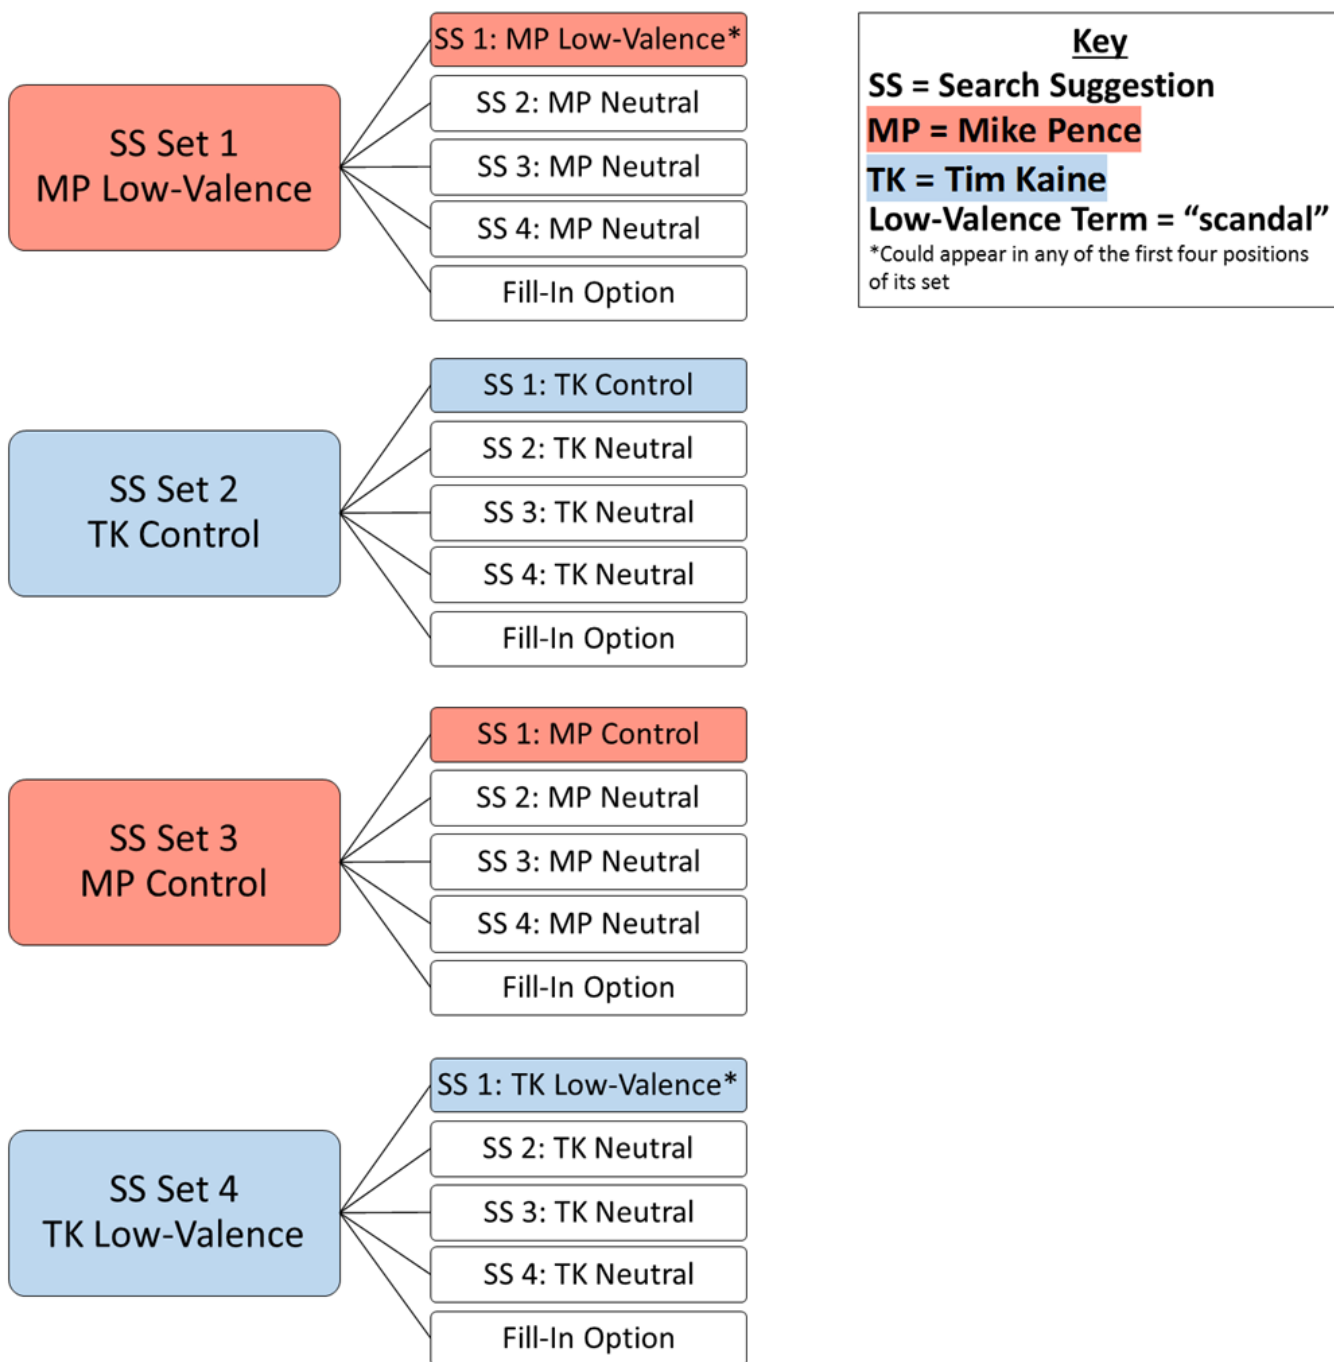 SS Set 1
MP Low-Valence
SS 1: MP Low-Valence*
SS 2: MP Neutral
SS 3: MP Neutral
SS 4: MP Neutral
Fill-In Option
Key
SS = Search Suggestion
MP = Mike Pence
TK = Tim Kaine
Low-Valence Term = “scandal”
*Could appear in any of the first four positions
of its set
SS Set 2
TK Control
SS 1: TK Control
SS 2: TK Neutral
SS 3: TK Neutral
SS 4: TK Neutral
Fill-In Option
SS Set 3
MP Control
SS 1: MP Control
SS 2: MP Neutral
SS 3: MP Neutral
SS 4: MP Neutral
Fill-In Option
SS Set 4
TK Low-Valence
SS 1: TK Low-Valence*
SS 2: TK Neutral
SS 3: TK Neutral
SS 4: TK Neutral
Fill-In Option